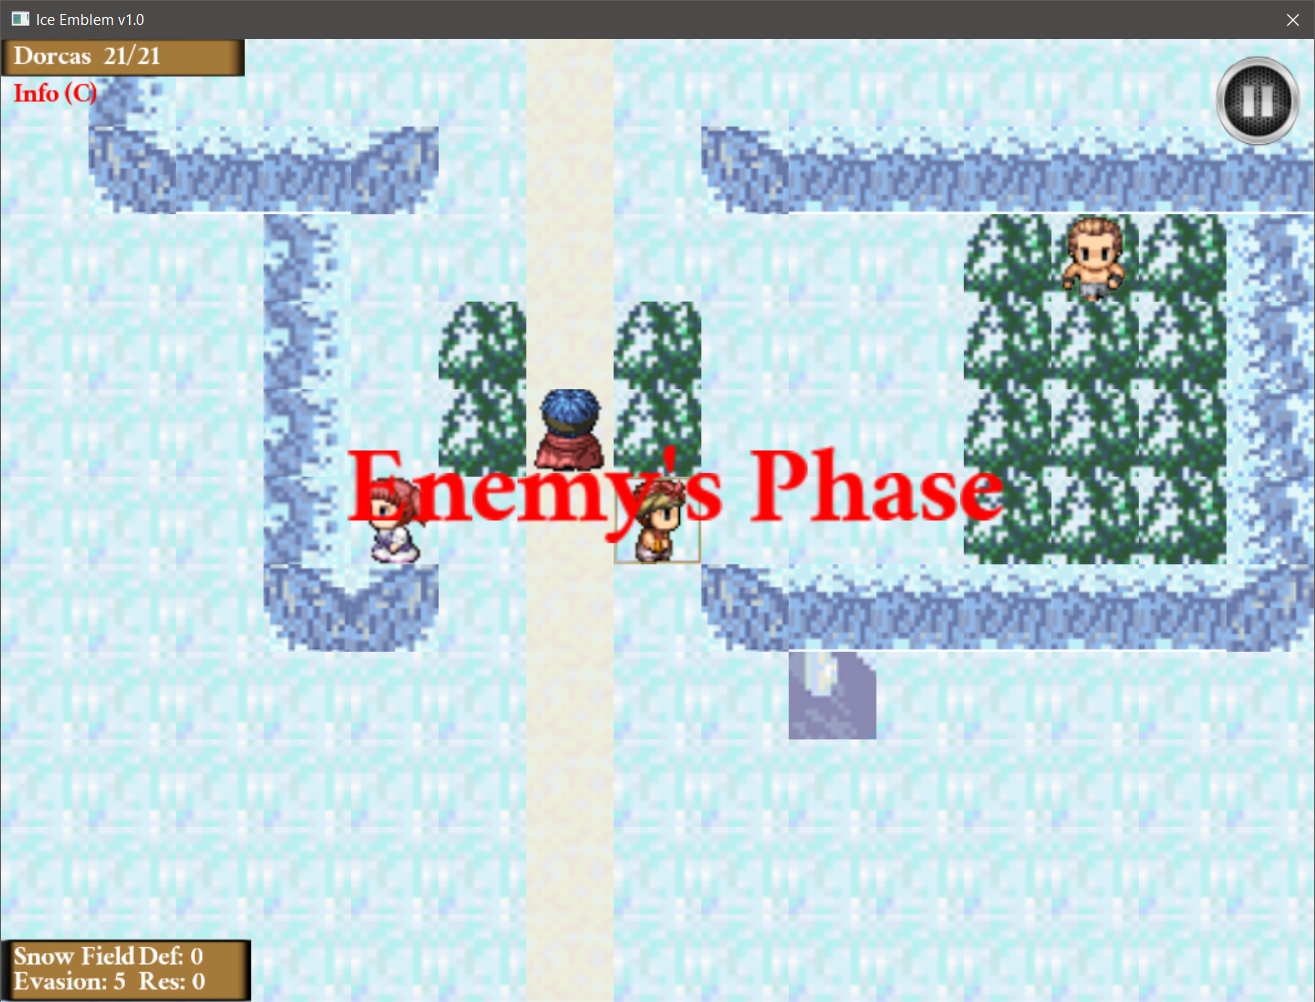 Ice Emblem v1.0
Dorcas 21/21
Info (C)
Enemy's Phase
Snow Field Def: 0
Evasion: 5 Res: 0